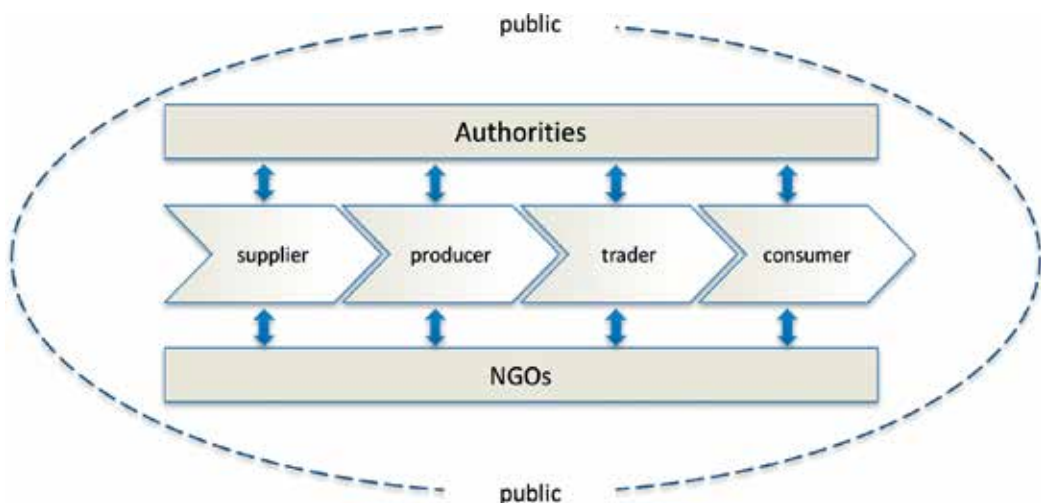 public
Authorities
supplier producer trader consumer
NGOs
public